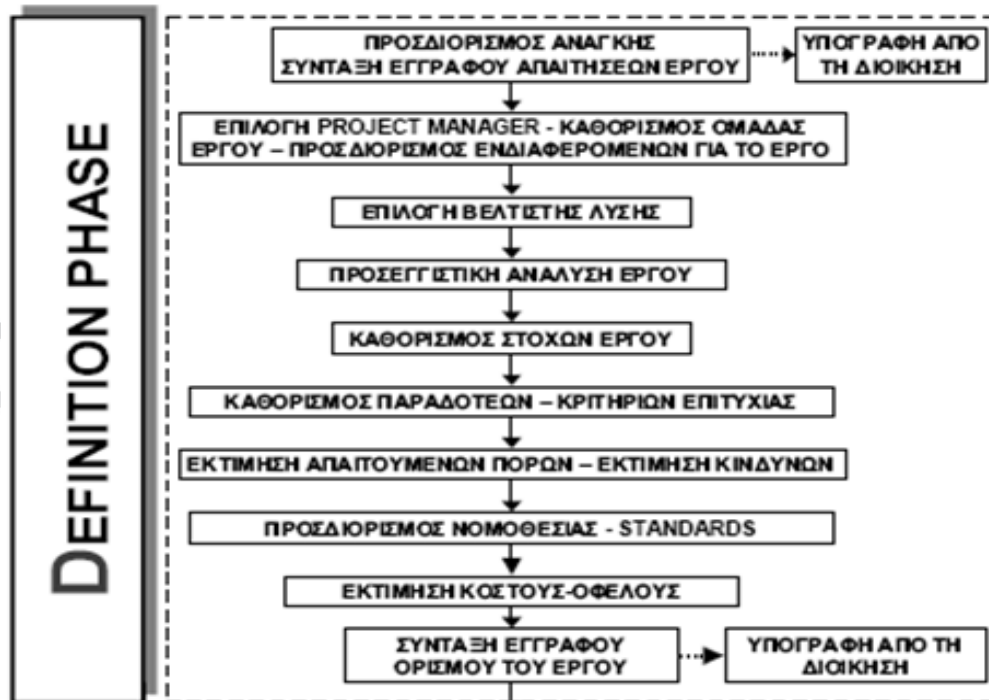 DEFINITION PHASE
ΠΡΟΣΔΙΟΡΙΣΜΟΣ ΑΝΑΓΚΗΣ
ΣΥΝΤΑΞΗ ΕΓΓΡΑΦΟΥ ΑΠΑΙΤΗΣΕΩΝ ΕΡΓΟΥ
ΥΠΟΓΡΑΦΗ ΑΠΟ
ΤΗ ΔΙΟΙΚΗΣΗ
ΕΠΙΛΟΓΗ PROJECT MANAGER - ΚΑΘΟΡΙΣΜΟΣ ΟΜΑΔΑΣ
ΕΡΓΟΥ – ΠΡΟΣΔΙΟΡΙΣΜΟΣ ΕΝΔΙΑΦΕΡΟΜΕΝΩΝ ΓΙΑ ΤΟ ΕΡΓΟ
ΕΠΙΛΟΓΗ ΒΕΛΤΙΣΤΗΣ ΛΥΣΗΣ
ΠΡΟΣΕΓΓΙΣΤΙΚΗ ΑΝΑΛΥΣΗ ΕΡΓΟΥ
ΚΑΘΟΡΙΣΜΟΣ ΣΤΟΧΩΝ ΕΡΓΟΥ
ΚΑΘΟΡΙΣΜΟΣ ΠΑΡΑΔΟΤΕΩΝ – ΚΡΙΤΗΡΙΩΝ ΕΠΙΤΥΧΙΑΣ
ΕΚΤΙΜΗΣΗ ΑΠΑΙΤΟΥΜΕΝΩΝ ΠΟΡΩΝ – ΕΚΤΙΜΗΣΗ ΚΙΝΔΥΝΩΝ
ΠΡΟΣΔΙΟΡΙΣΜΟΣ ΝΟΜΟΘΕΣΙΑΣ - STANDARDS
ΕΚΤΙΜΗΣΗ ΚΟΣΤΟΥΣ-ΟΦΕΛΟΥΣ
ΣΥΝΤΑΞΗ ΕΓΓΡΑΦΟΥ
ΟΡΙΣΜΟΥ ΤΟΥ ΕΡΓΟΥ
ΥΠΟΓΡΑΦΗ ΑΠΟ ΤΗ
ΔΙΟΙΚΗΣΗ